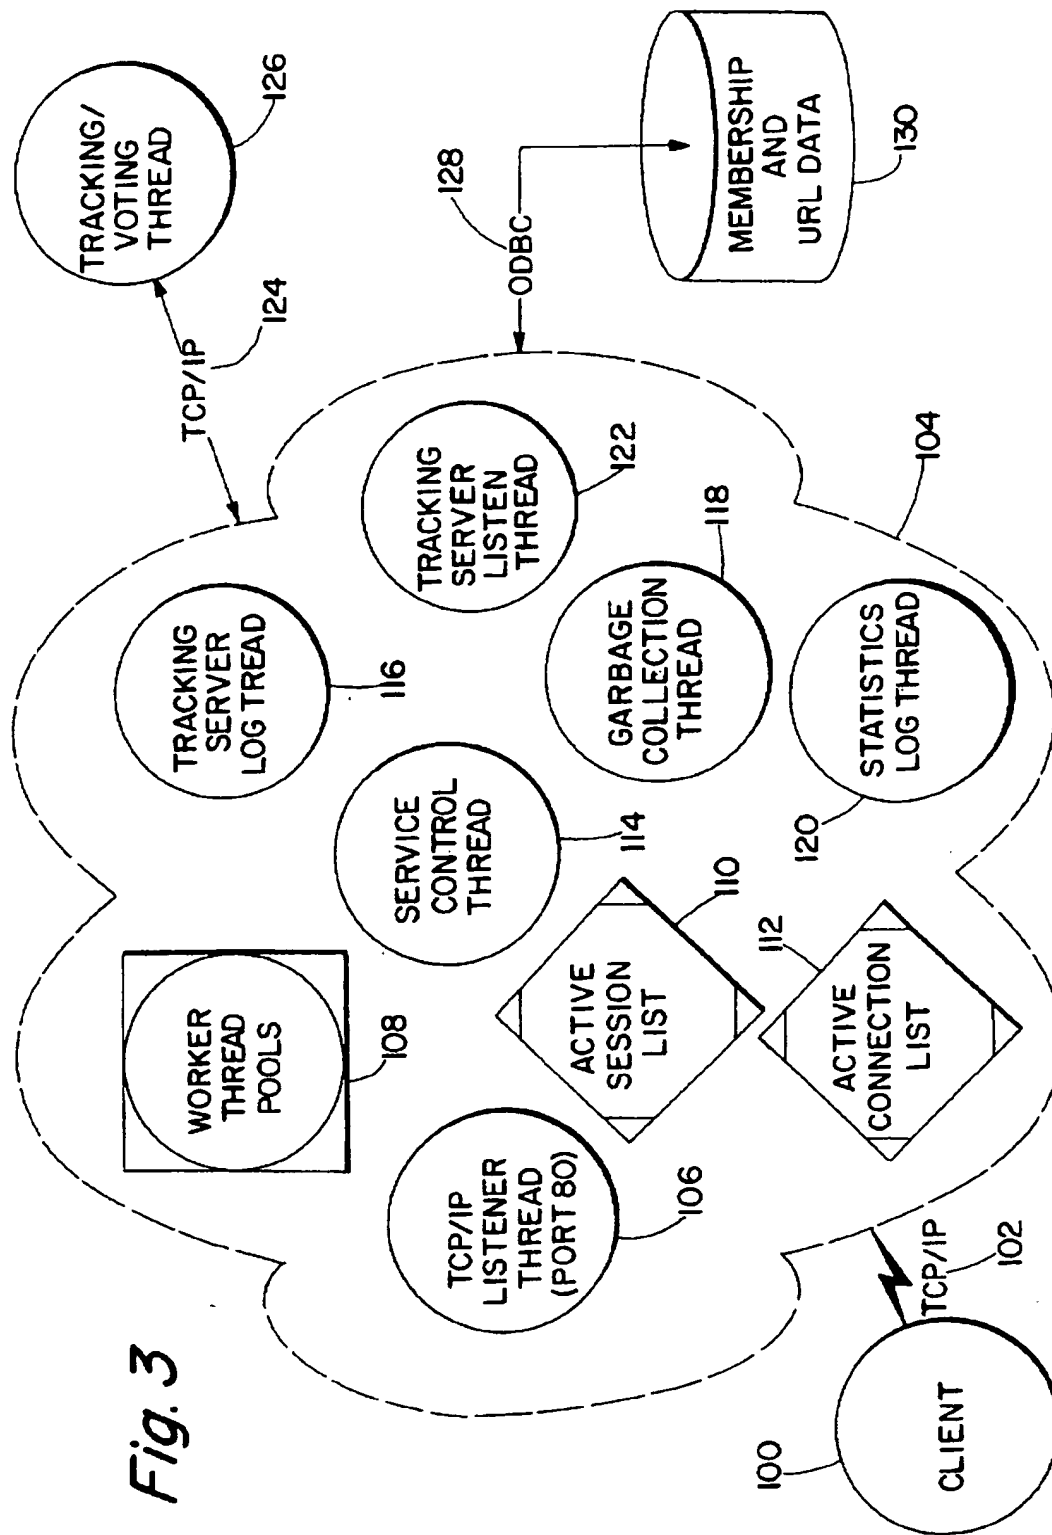 Fig. 3
100
CLIENT
TCP/IP
102
TCP/IP
LISTENER
THREAD
(PORT 80)
106
WORKER
THREAD
POOLS
108
ACTIVE
SESSION
LIST
110
ACTIVE
CONNECTION
LIST
112
SERVICE
CONTROL
THREAD
114
TRACKING
SERVER
LOG TREAD
116
GARBAGE
COLLECTION
THREAD
118
STATISTICS
LOG THREAD
120
TRACKING
SERVER
LISTEN
THREAD
122
104
TCP/IP
124
TRACKING/
VOTING
THREAD
126
ODBC
128
MEMBERSHIP
AND
URL DATA
130